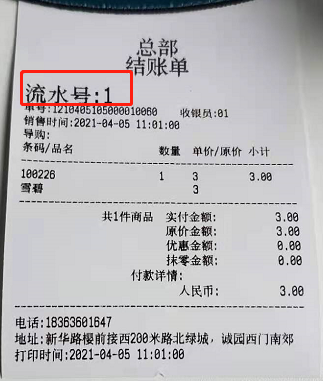 总部
结账单
流水号:1
单号:1210405105000010060 收银员:01
销售时间:2021-04-05 11:01:00
导购:
条码/品名 数量 单价/原价 小计
100226 1 3 3.00
雪碧 3
共1件商品 实付金额: 3.00
原价金额: 3.00
优惠金额: 0.00
抹零金额: 0.00
付款详情:
人民币: 3.00
电话:18363601647
地址:新华路樱前接西200米路北绿城,诚园西门南邻
打印时间:2021-04-05 11:01:00